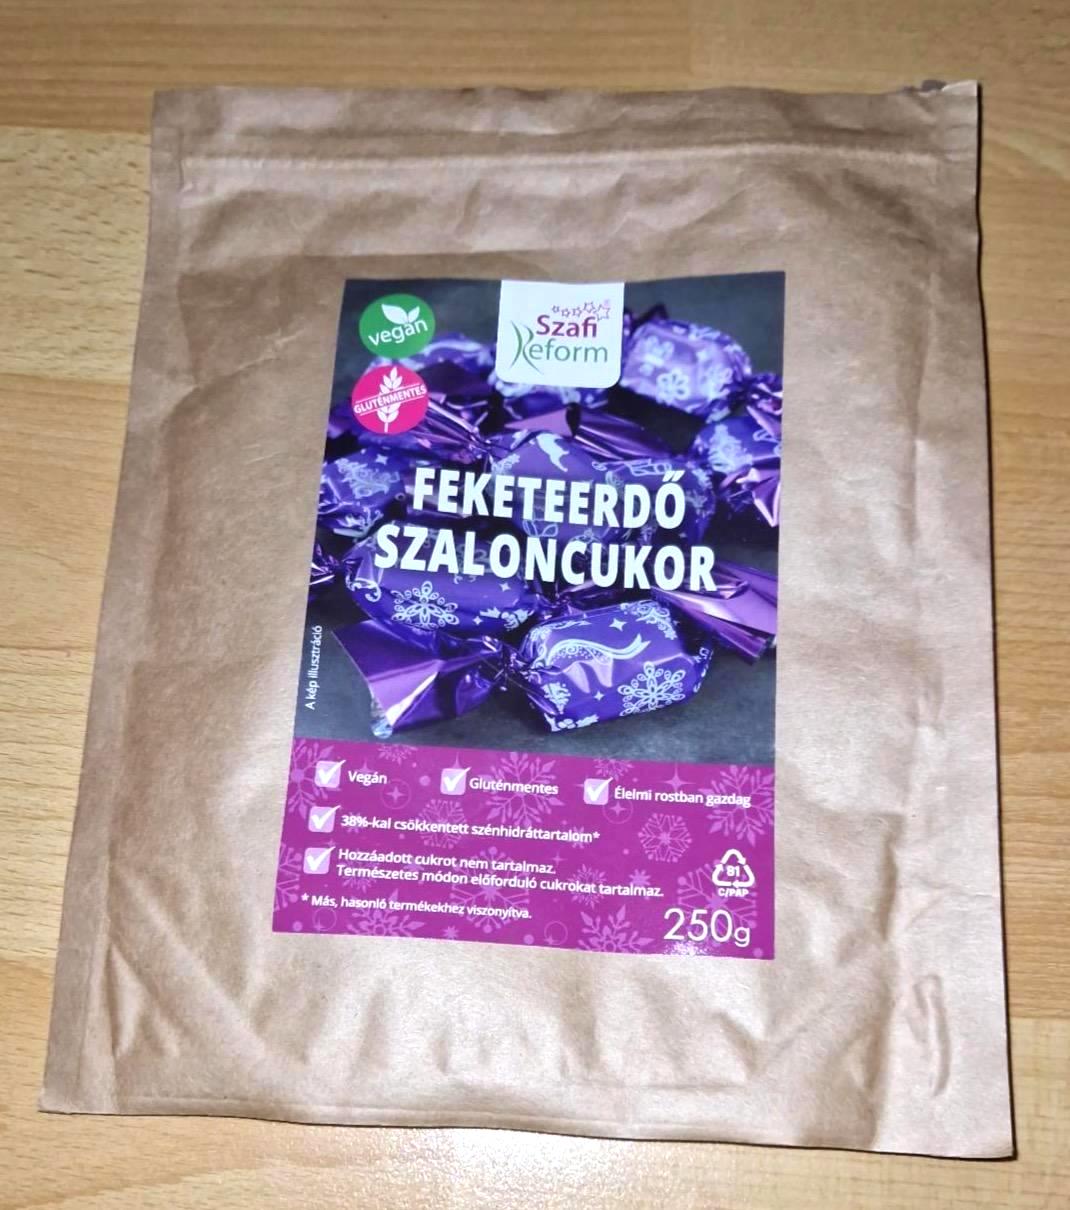 vegán
Szafi
Reform
GLUTÉNMENTES
FEKETEERDŐ
SZALONCUKOR
A kép illusztráció
Vegán
Gluténmentes
Élelmi rostban gazdag
38%-kal csökkentett szénhidráttartalom*
Hozzáadott cukrot nem tartalmaz.
Természetes módon előforduló cukrokat tartalmaz.
* Más, hasonló termékekhez viszonyítva.
81
C/PAP
250g